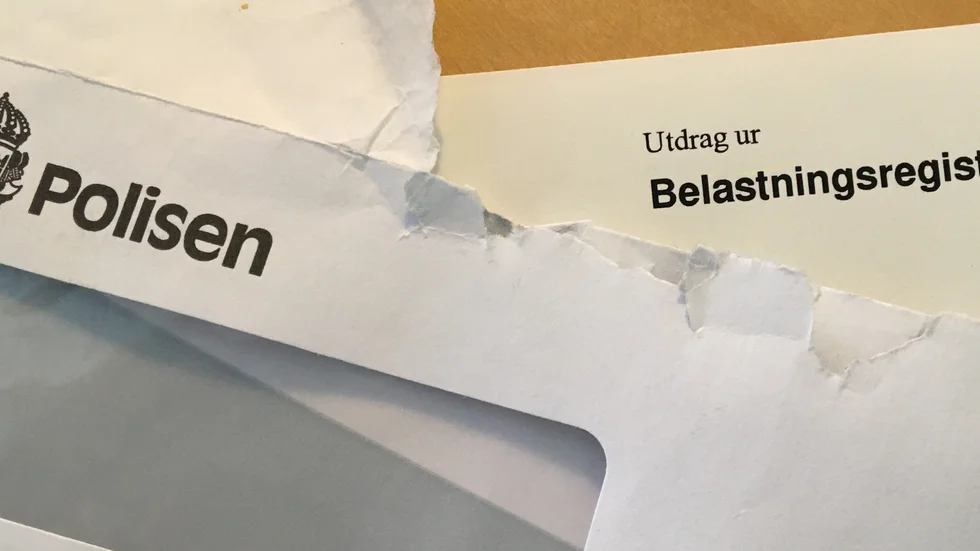 Polisen
Utdrag ur
Belastningsregist